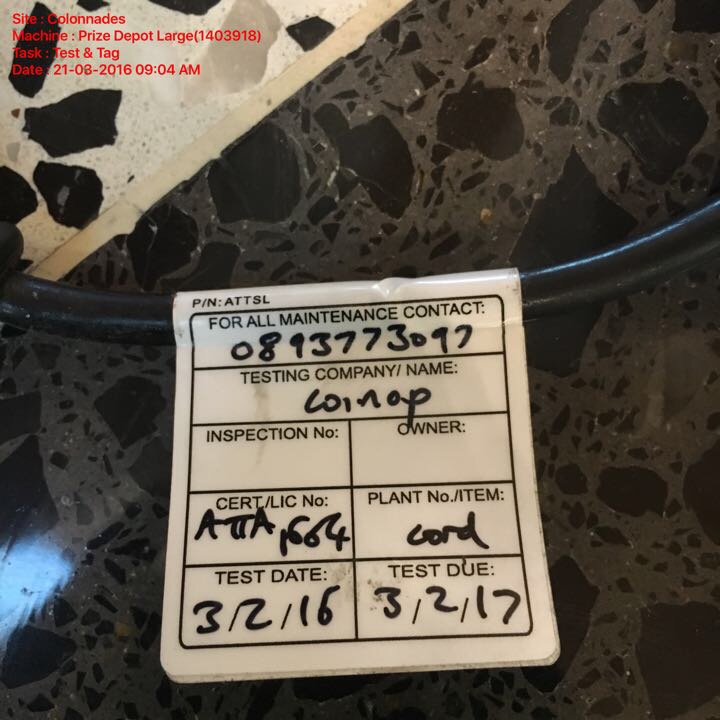 Site : Colonnades
Machine : Prize Depot Large(1403918)
Task : Test & Tag
Date : 21-03-2016 09:04 AM
P/N: ATTSL
FOR ALL MAINTENANCE CONTACT:
0893773097
TESTING COMPANY/ NAME:
coinop
INSPECTION No:
OWNER:
CERT./LIC No:
ATTA 1664
PLANT No./ITEM:
cord
TEST DATE:
3/2/16
TEST DUE:
3/2/17